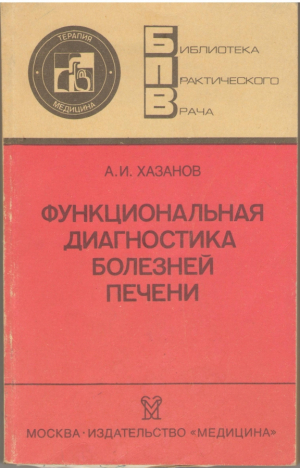 ТЕРАПИЯ
МЕДИЦИНА
БИБЛИОТЕКА
ПРАКТИЧЕСКОГО
ВРАЧА
А. И. ХАЗАНОВ
ФУНКЦИОНАЛЬНАЯ
ДИАГНОСТИКА
БОЛЕЗНЕЙ
ПЕЧЕНИ
МОСКВА · ИЗДАТЕЛЬСТВО «МЕДИЦИНА»